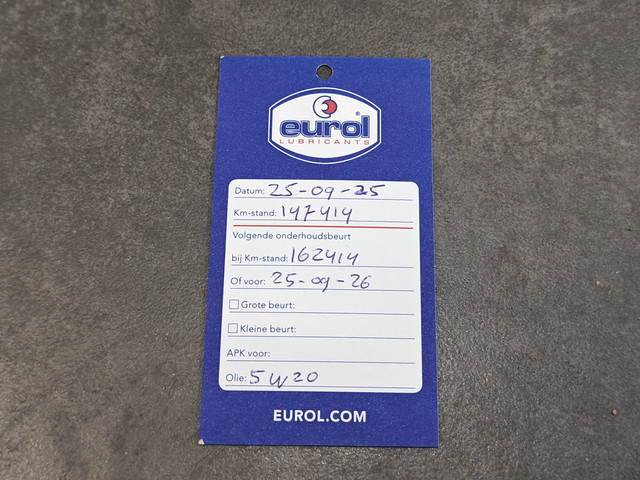 eurol®
LUBRICANTS
Datum: 25-09-25
Km-stand: 147414
Volgende onderhoudsbeurt
bij Km-stand: 162414
Of voor: 25-09-26
Grote beurt:
Kleine beurt:
APK voor:
Olie: 5W20
EUROL.COM